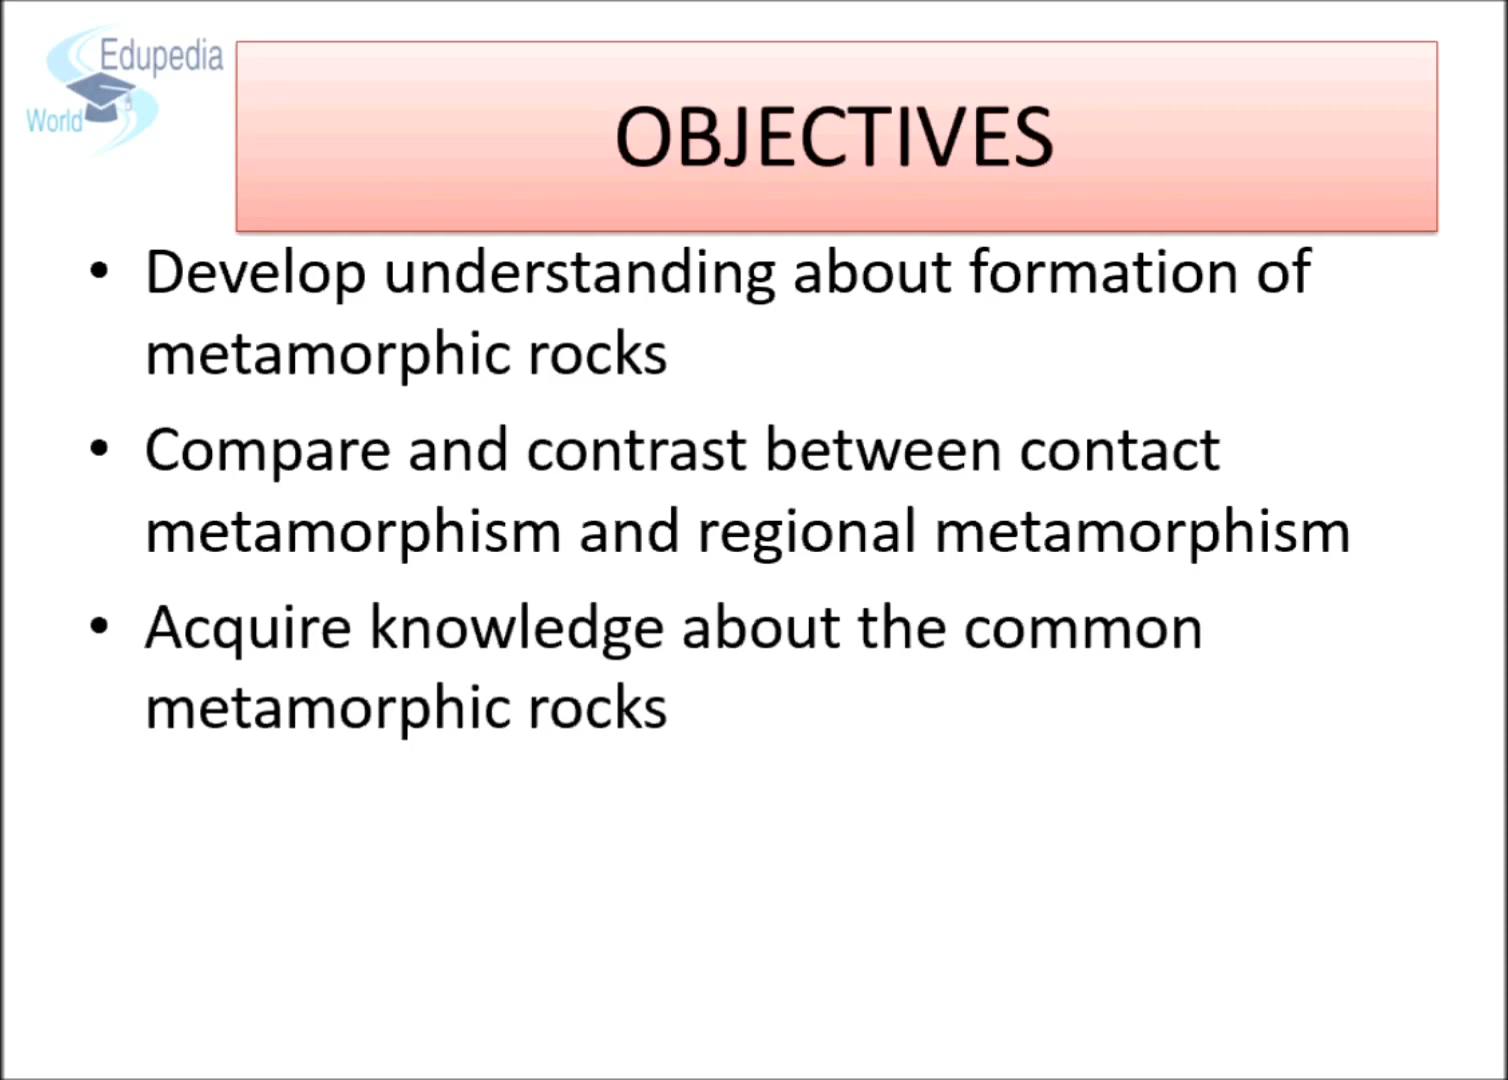 Edupedia
World
OBJECTIVES
• Develop understanding about formation of
metamorphic rocks
• Compare and contrast between contact
metamorphism and regional metamorphism
• Acquire knowledge about the common
metamorphic rocks